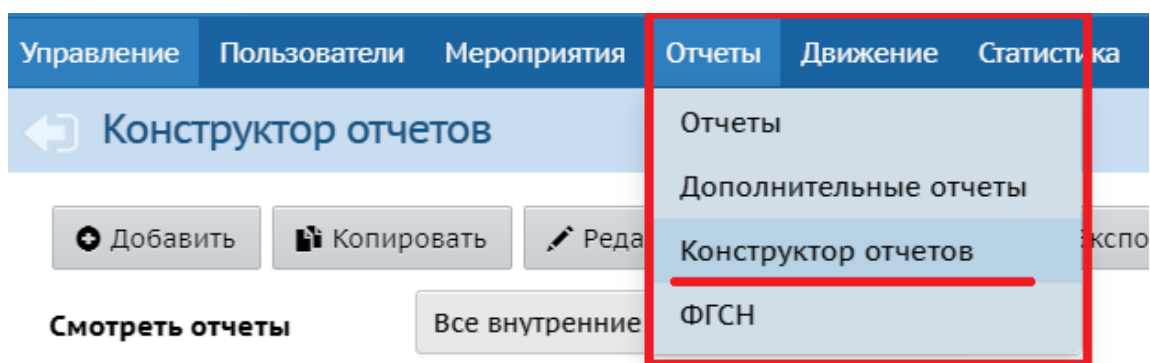 Управление Пользователи Мероприятия Отчеты Движение Статистика
Конструктор отчетов
Отчеты
Дополнительные отчеты
Конструктор отчетов
ФГСН
Добавить Копировать
Смотреть отчеты Все внутренние